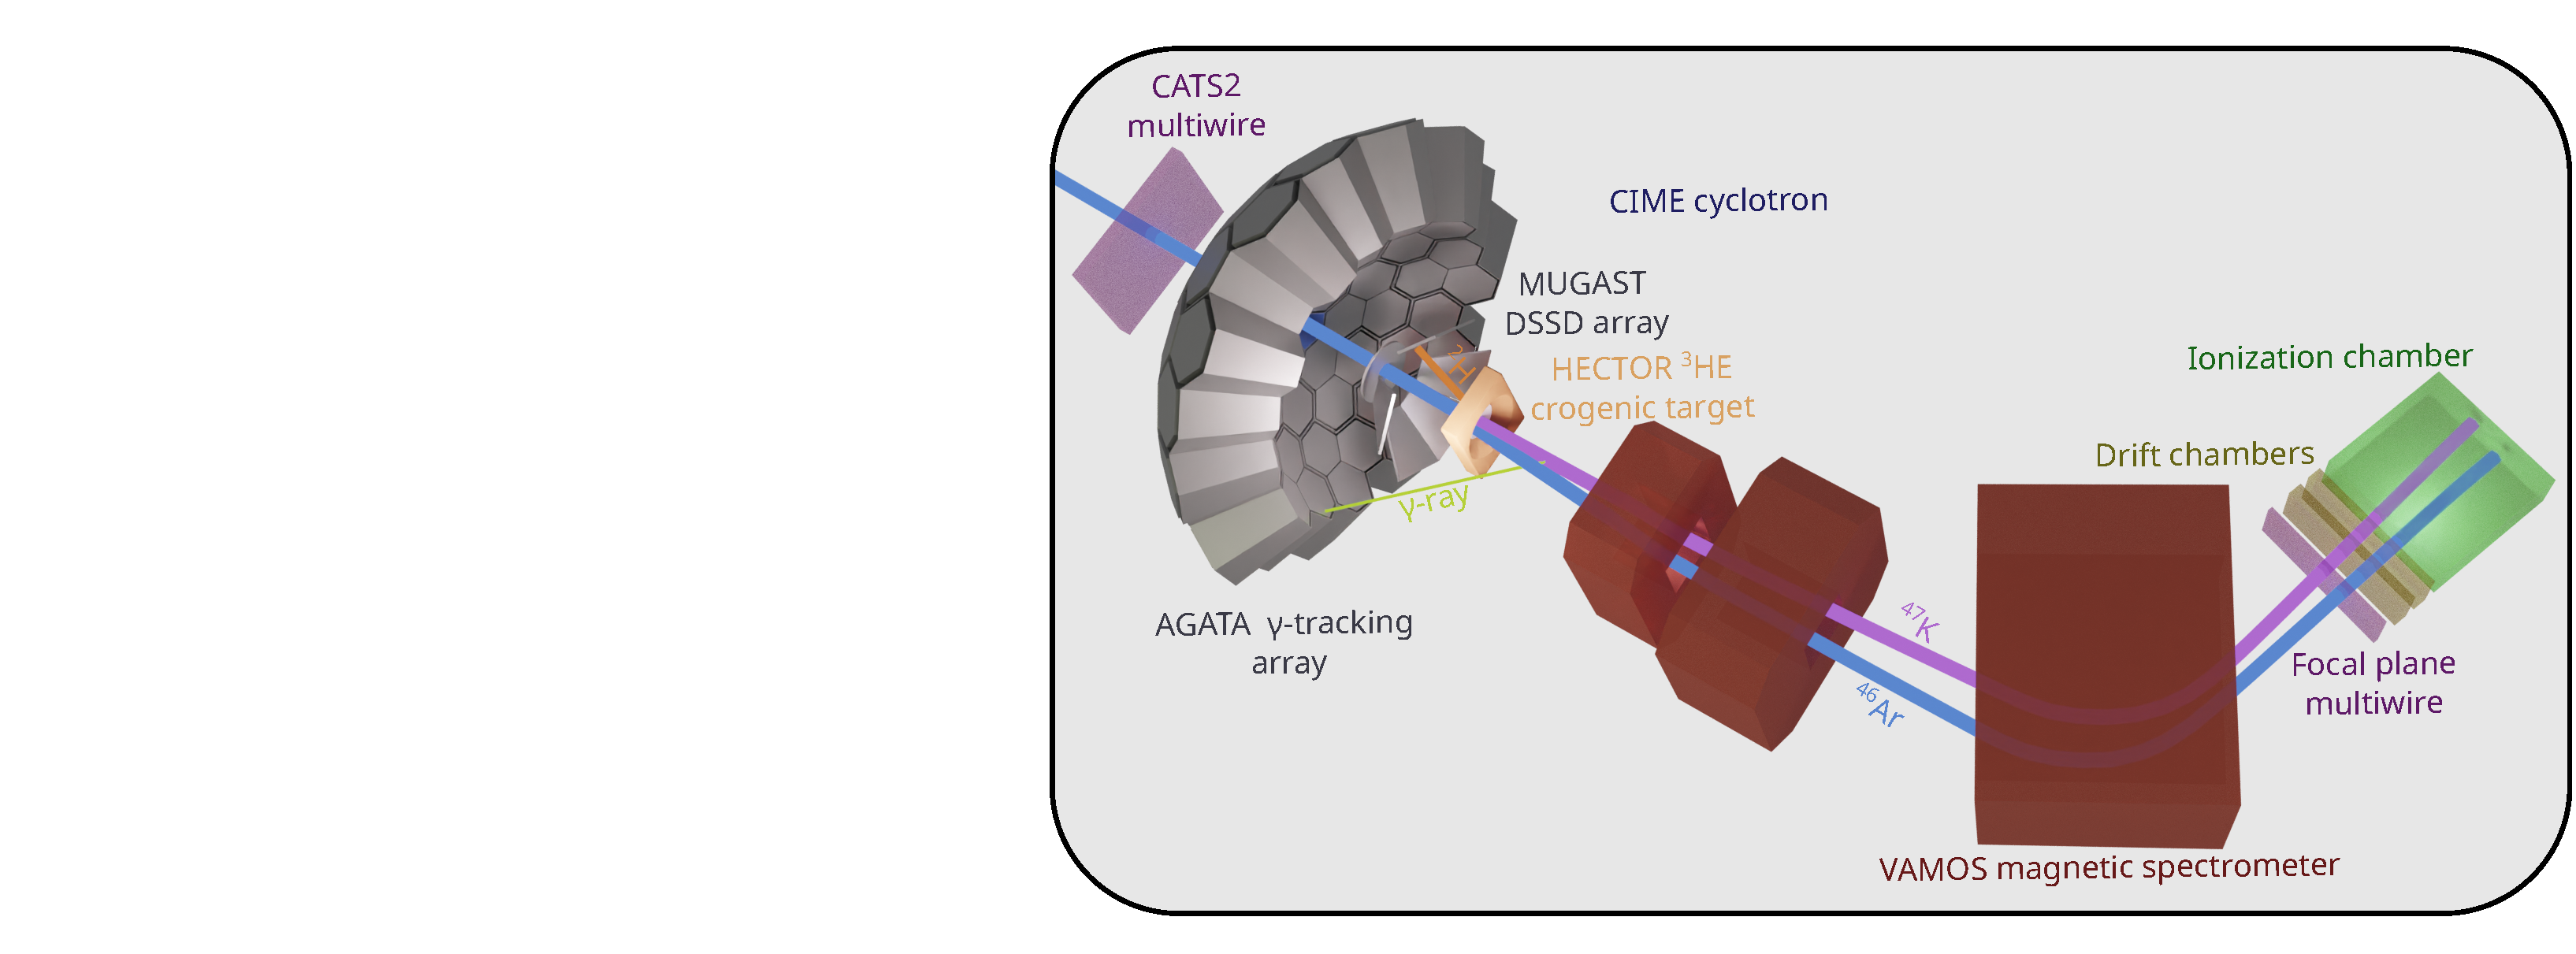 CATS2
multiwire
CIME cyclotron
MUGAST
DSSD array
²H
HECTOR ³HE
crogenic target
γ-ray
AGATA γ-tracking
array
Ionization chamber
Drift chambers
⁴⁷K
⁴⁶Ar
Focal plane
multiwire
VAMOS magnetic spectrometer